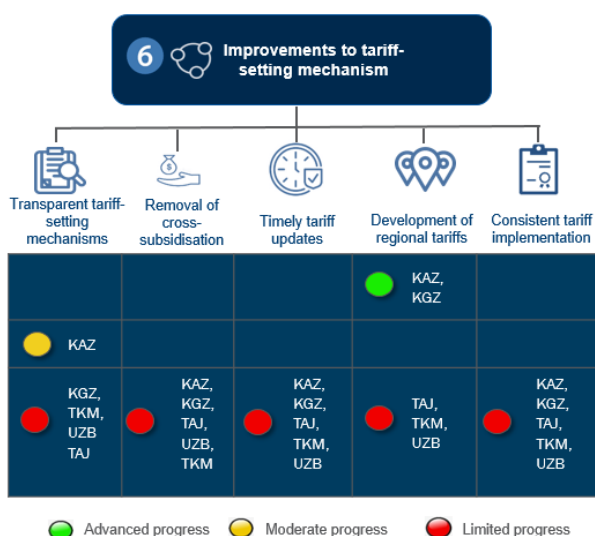 6
Improvements to tariff-
setting mechanism
Transparent tariff-
setting
mechanisms
Removal of
cross-
subsidisation
Timely tariff
updates
Development of
regional tariffs
Consistent tariff
implementation
KAZ,
KGZ
KAZ
KGZ,
TKM,
UZB
TAJ
KAZ,
KGZ,
TAJ,
UZB,
TKM
KAZ,
KGZ,
TAJ,
TKM,
UZB
TAJ,
TKM,
UZB
KAZ,
KGZ,
TAJ,
TKM,
UZB
Advanced progress
Moderate progress
Limited progress